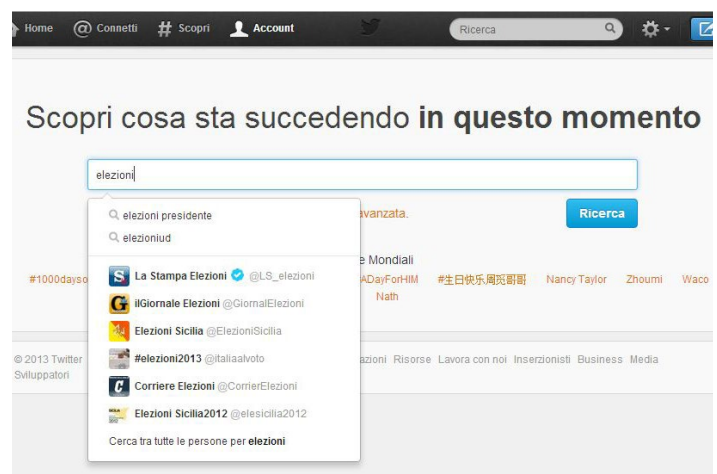 Home @ Connetti # Scopri Account Ricerca
Scopri cosa sta succedendo in questo momento
elezioni
elezioni presidente
avanzata.
Ricerca
elezioniud
e Mondiali
La Stampa Elezioni @LS_elezioni
#1000dayso ADayForHIM #生日快乐周觅哥哥 Nancy Taylor Zhoumi Waco
Nath
ilGiornale Elezioni @GiornalElezioni
Elezioni Sicilia @ElezioniSicilia
#elezioni2013 @italiaalvoto
© 2013 Twitter azioni Risorse Lavora con noi Inserzionisti Business Media
Sviluppatori
Corriere Elezioni @CorrierElezioni
Elezioni Sicilia2012 @elesicilia2012
Cerca tra tutte le persone per elezioni